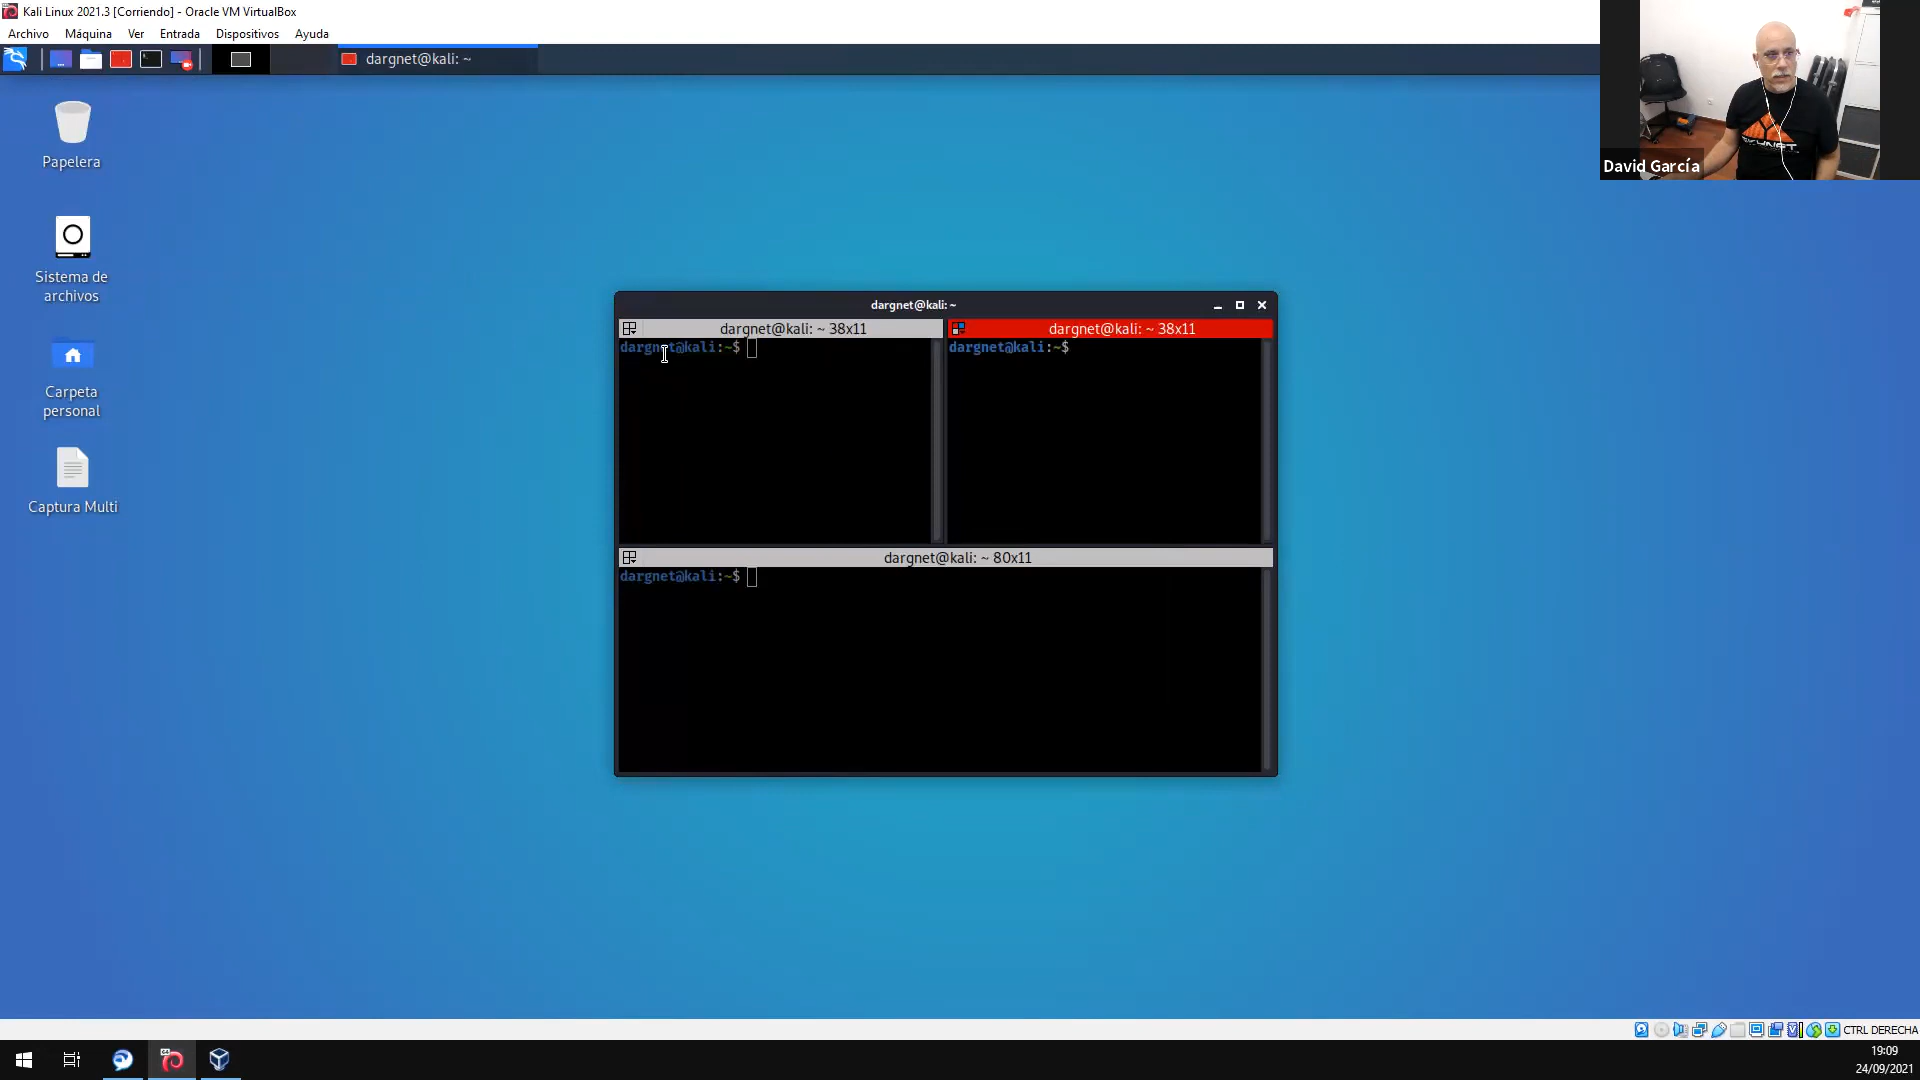 Kali Linux 2021.3 [Corriendo] - Oracle VM VirtualBox
Archivo Máquina Ver Entrada Dispositivos Ayuda
dargnet@kali: ~
Papelera
Sistema de
archivos
Carpeta
personal
Captura Multi
dargnet@kali: ~
dargnet@kali: ~ 38x11
dargnet@kali:~$
dargnet@kali: ~ 38x11
dargnet@kali:~$
dargnet@kali: ~ 80x11
dargnet@kali:~$
David García
CTRL DERECHA
19:09
24/09/2021